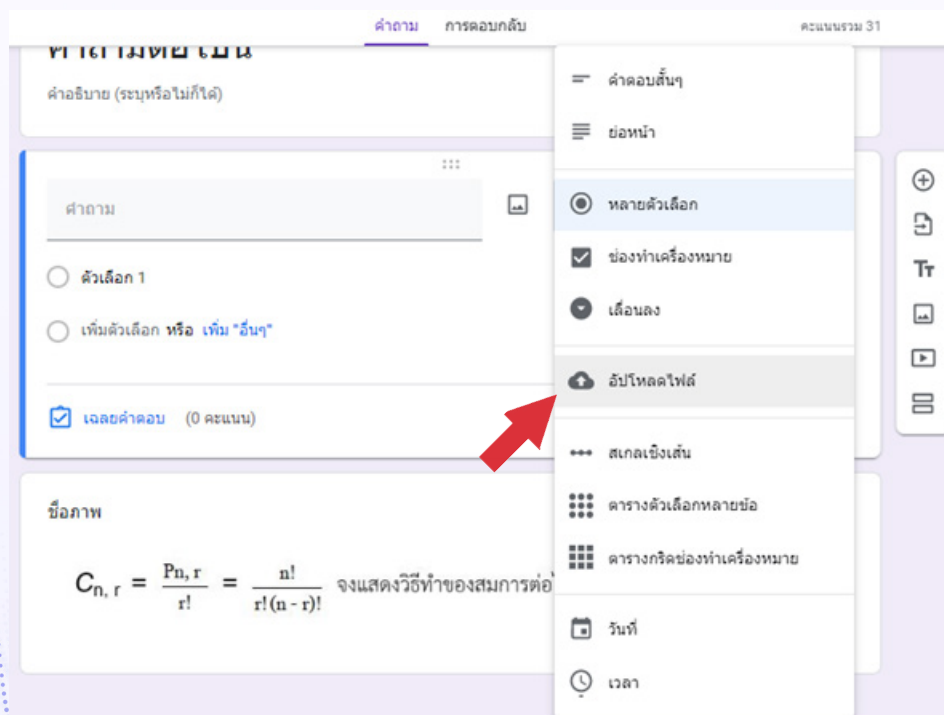 คำถาม การตอบกลับ คะแนนรวม 31
คำอธิบาย (ระบุหรือไม่ก็ได้)
คำถาม
ตัวเลือก 1
เพิ่มตัวเลือก หรือ เพิ่ม "อื่นๆ"
เฉลยคำตอบ (0 คะแนน)
ชื่อภาพ
C n, r = Pn, r / r! = n! / r! (n - r)! จงแสดงวิธีทำของสมการต่อ
คำตอบสั้นๆ
ย่อหน้า
หลายตัวเลือก
ช่องทำเครื่องหมาย
เลื่อนลง
อัปโหลดไฟล์
สเกลเชิงเส้น
ตารางตัวเลือกหลายข้อ
ตารางกริดช่องทำเครื่องหมาย
วันที่
เวลา
Tт